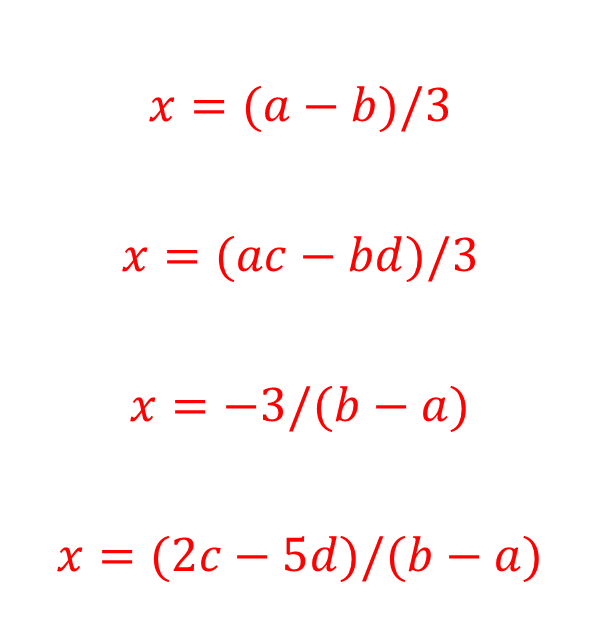 x = (a − b)/3
x = (ac − bd)/3
x = −3/(b − a)
x = (2c − 5d)/(b − a)